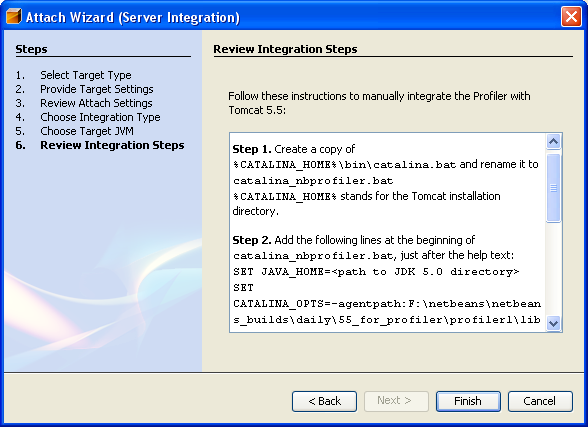 Attach Wizard (Server Integration)
Steps
1. Select Target Type
2. Provide Target Settings
3. Review Attach Settings
4. Choose Integration Type
5. Choose Target JVM
6. Review Integration Steps
Review Integration Steps
Follow these instructions to manually integrate the Profiler with
Tomcat 5.5:
Step 1. Create a copy of
%CATALINA_HOME%\bin\catalina.bat and rename it to
catalina_nbprofiler.bat
%CATALINA_HOME% stands for the Tomcat installation
directory.
Step 2. Add the following lines at the beginning of
catalina_nbprofiler.bat, just after the help text:
SET JAVA_HOME=<path to JDK 5.0 directory>
SET
CATALINA_OPTS=-agentpath:F:\netbeans\netbean
s_builds\daily\55_for_profiler\profiler1\lib
< Back
Next >
Finish
Cancel